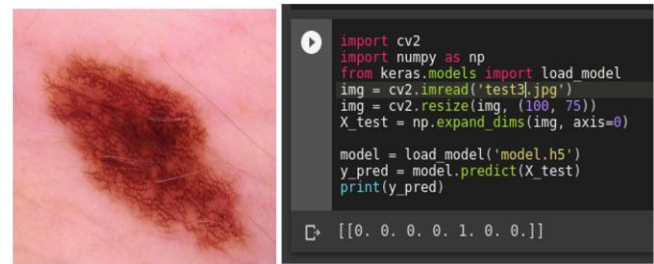 import cv2
import numpy as np
from keras.models import load_model
img = cv2.imread('test3.jpg')
img = cv2.resize(img, (100, 75))
X_test = np.expand_dims(img, axis=0)
model = load_model('model.h5')
y_pred = model.predict(X_test)
print(y_pred)
[[0. 0. 0. 0. 1. 0. 0.]]